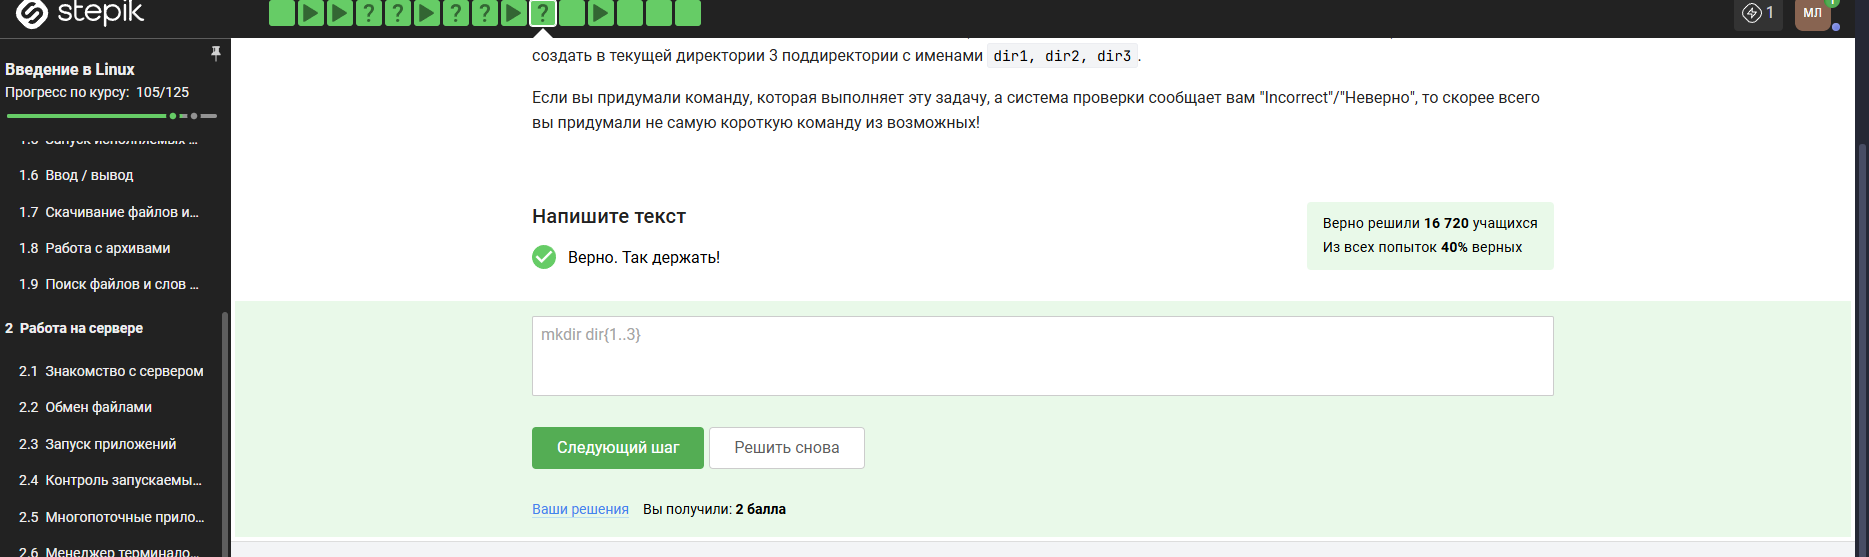 stepik
? ? ? ? ?
1
МЛ
Введение в Linux
Прогресс по курсу: 105/125
1.6 Ввод / вывод
1.7 Скачивание файлов и...
1.8 Работа с архивами
1.9 Поиск файлов и слов ...
2 Работа на сервере
2.1 Знакомство с сервером
2.2 Обмен файлами
2.3 Запуск приложений
2.4 Контроль запускаемы...
2.5 Многопоточные прило...
2.6 Менеджер терминало...
создать в текущей директории 3 поддиректории с именами dir1, dir2, dir3.
Если вы придумали команду, которая выполняет эту задачу, а система проверки сообщает вам "Incorrect"/"Неверно", то скорее всего
вы придумали не самую короткую команду из возможных!
Напишите текст
Верно. Так держать!
Верно решили 16 720 учащихся
Из всех попыток 40% верных
mkdir dir{1..3}
Следующий шаг
Решить снова
Ваши решения Вы получили: 2 балла